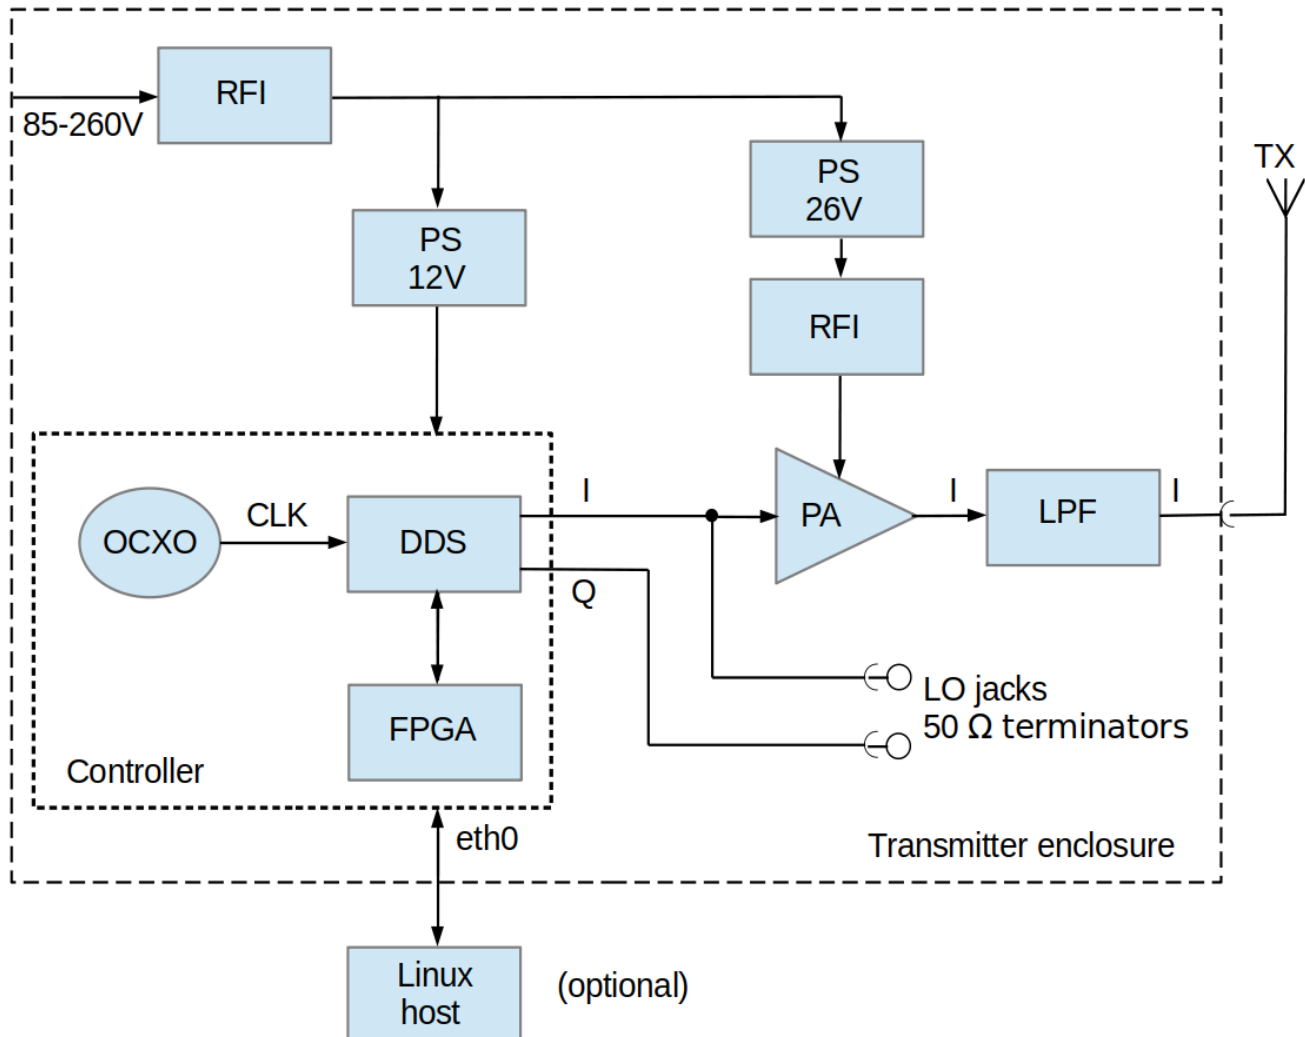 RFI
85-260V
PS
26V
TX
PS
12V
RFI
I
PA
I
LPF
I
OCXO
CLK
DDS
Q
FPGA
LO jacks
50 Ω terminators
Controller
eth0
Transmitter enclosure
Linux
host
(optional)